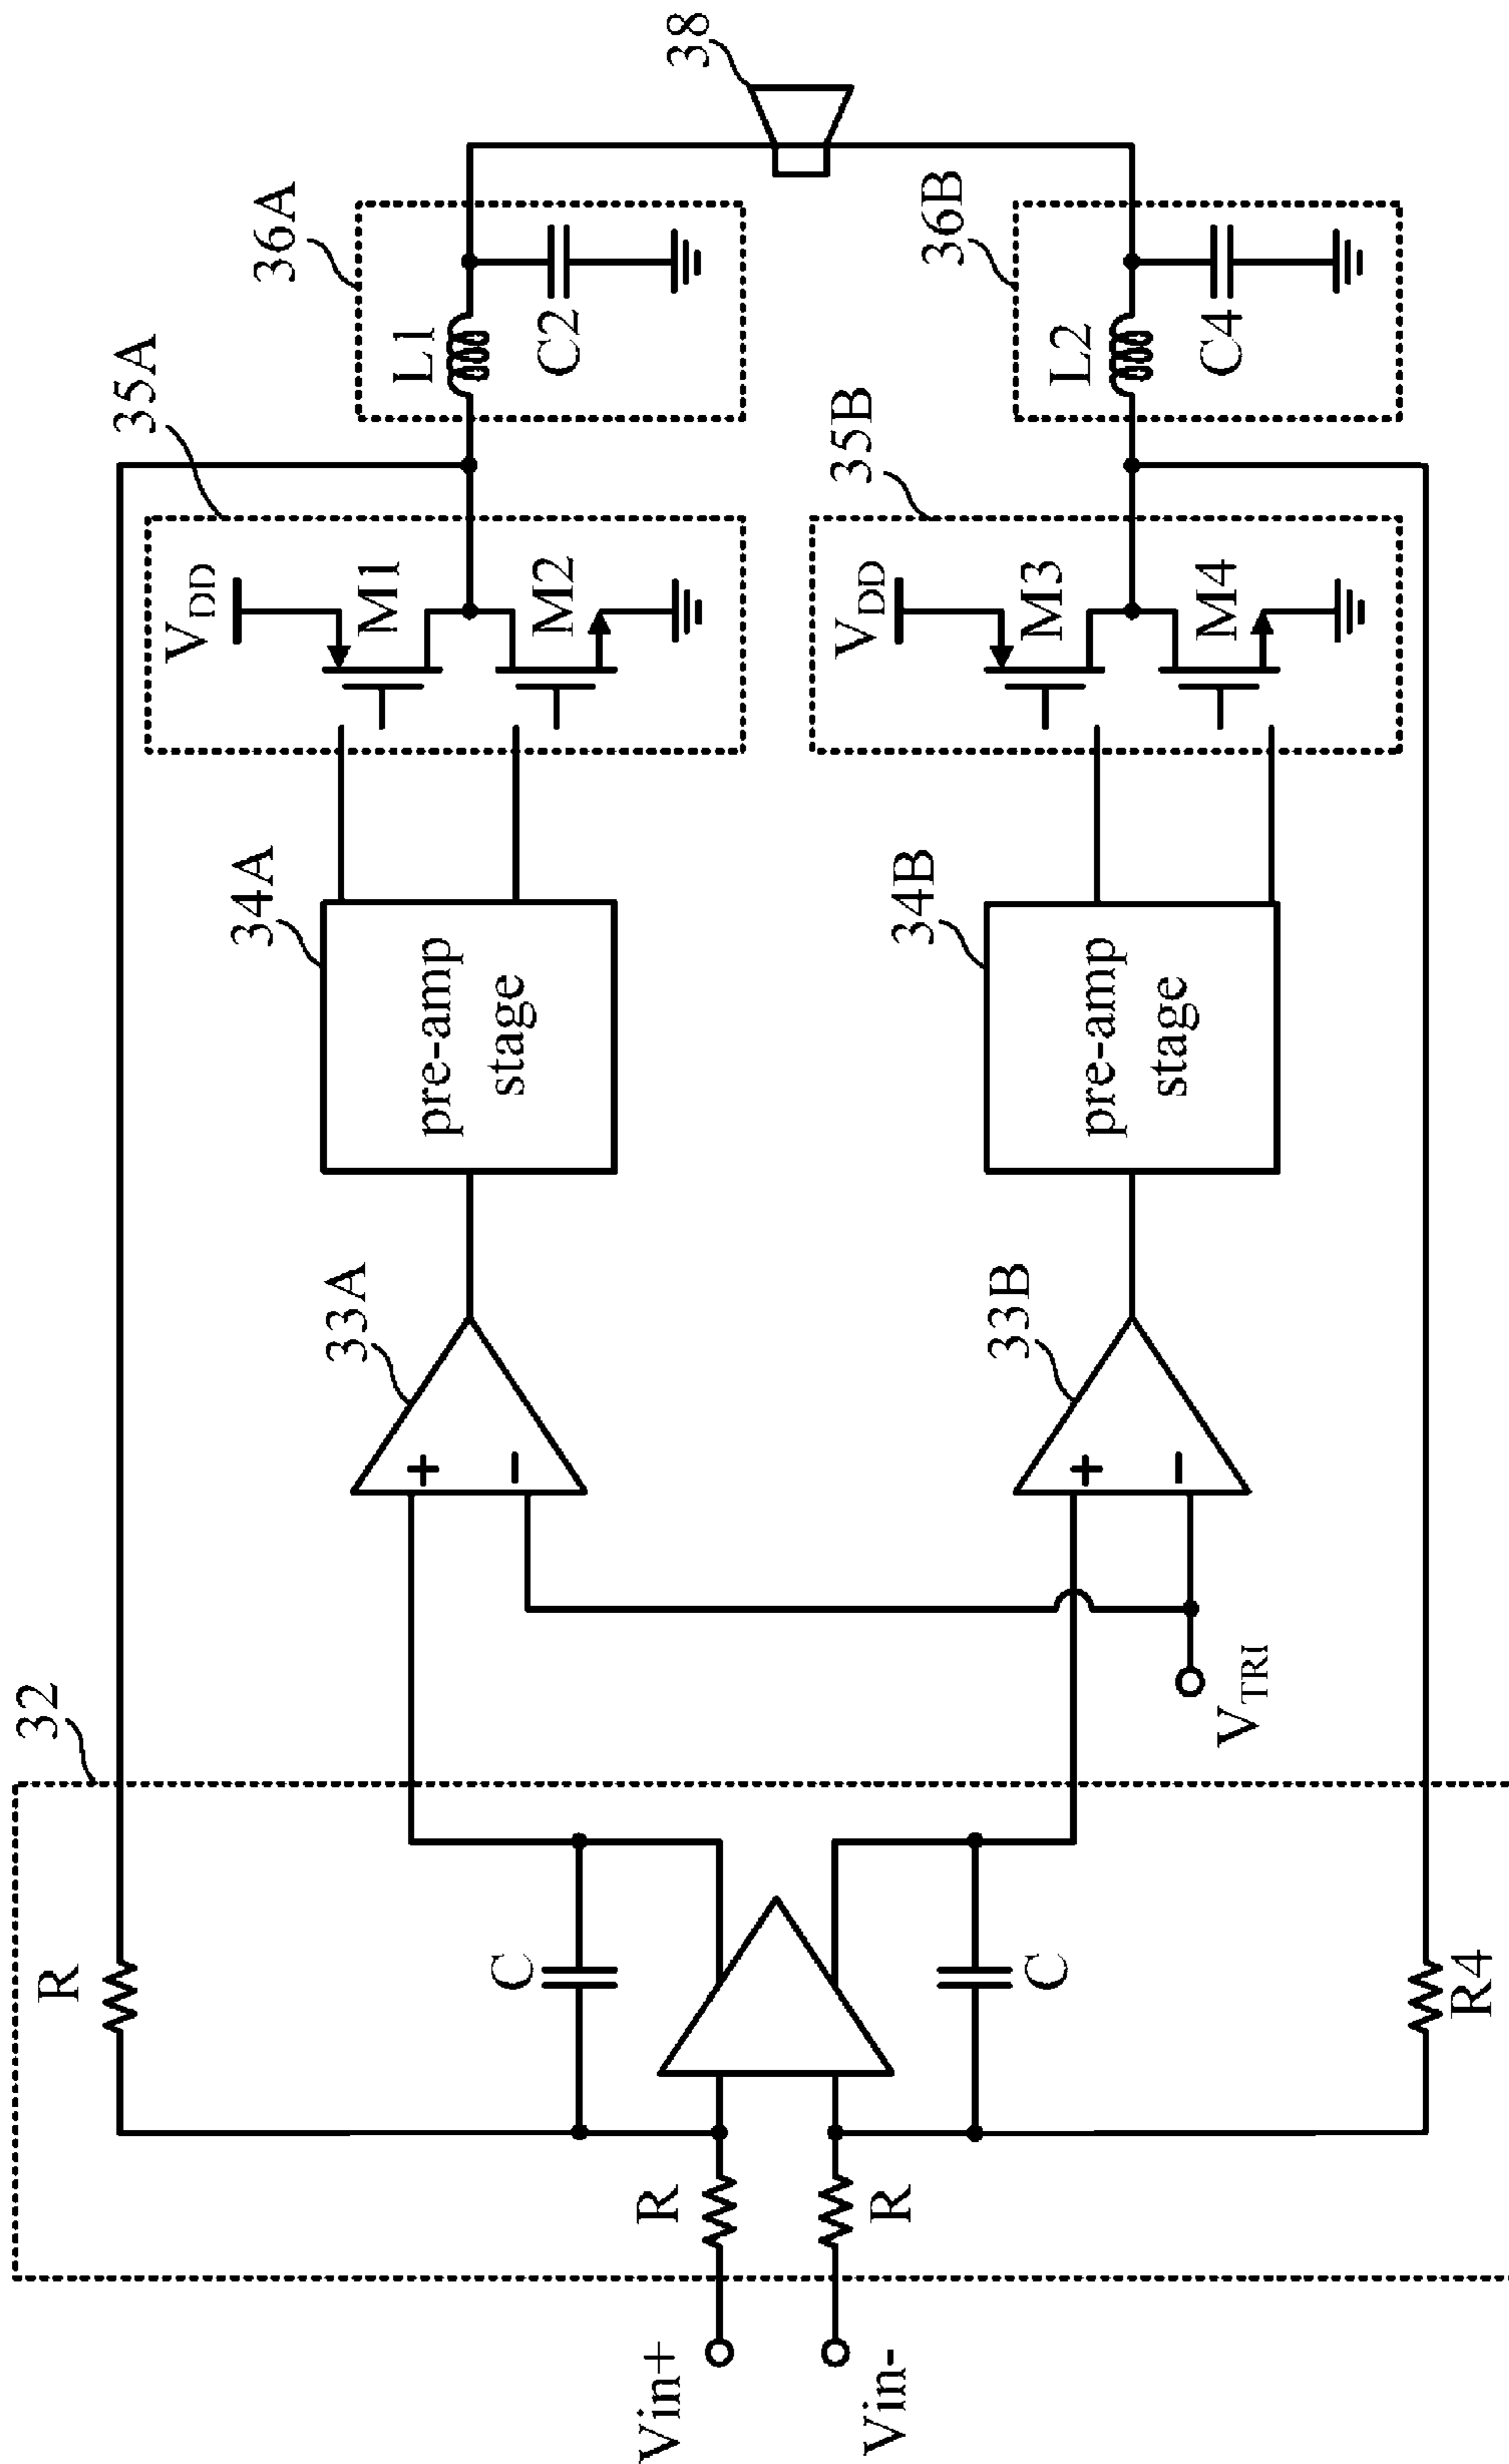 32
R
C
C
R4
R
R
Vin+
Vin-
VTRI
33A
+
-
33B
+
-
34A
pre-amp
stage
34B
pre-amp
stage
35A
VDD
M1
M2
35B
VDD
M3
M4
36A
L1
C2
36B
L2
C4
38